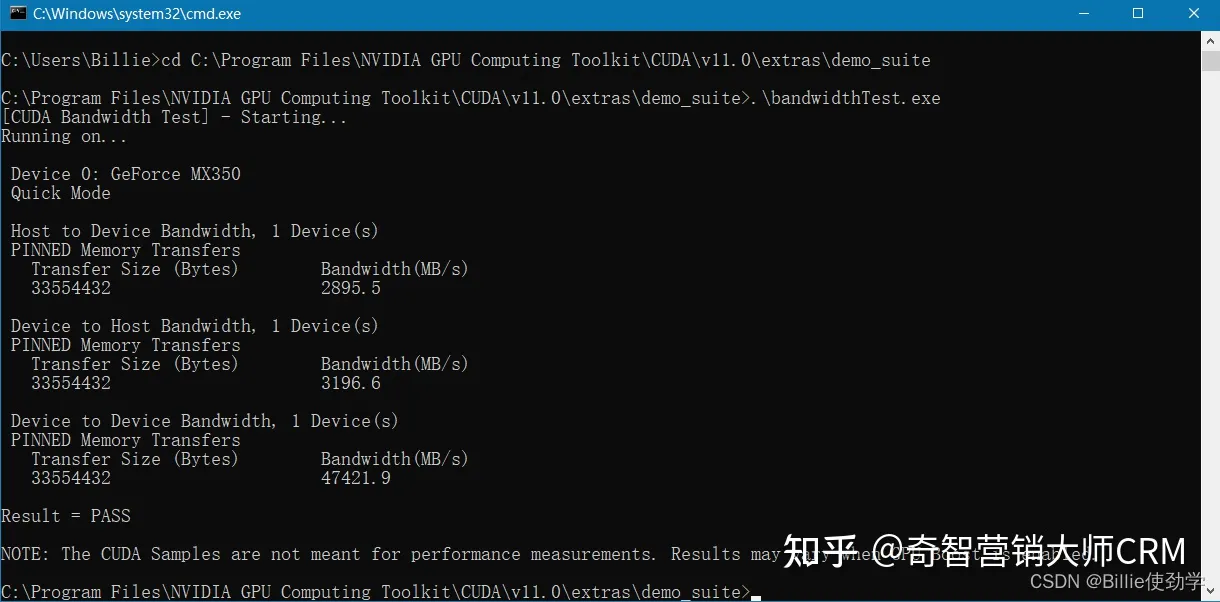 C:\Windows\system32\cmd.exe
C:\Users\Billie>cd C:\Program Files\NVIDIA GPU Computing Toolkit\CUDA\v11.0\extras\demo_suite
C:\Program Files\NVIDIA GPU Computing Toolkit\CUDA\v11.0\extras\demo_suite>.\bandwidthTest.exe
[CUDA Bandwidth Test] - Starting...
Running on...
Device 0: GeForce MX350
Quick Mode
Host to Device Bandwidth, 1 Device(s)
PINNED Memory Transfers
Transfer Size (Bytes) Bandwidth(MB/s)
33554432 2895.5
Device to Host Bandwidth, 1 Device(s)
PINNED Memory Transfers
Transfer Size (Bytes) Bandwidth(MB/s)
33554432 3196.6
Device to Device Bandwidth, 1 Device(s)
PINNED Memory Transfers
Transfer Size (Bytes) Bandwidth(MB/s)
33554432 47421.9
Result = PASS
NOTE: The CUDA Samples are not meant for performance measurements. Results may vary when GPU Boost is enabled.
知乎 @奇智营销大师CRM
CSDN @Billie使劲学
C:\Program Files\NVIDIA GPU Computing Toolkit\CUDA\v11.0\extras\demo_suite>